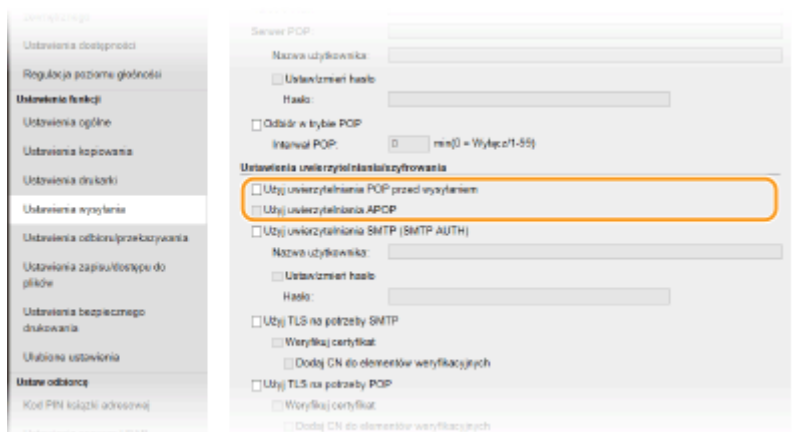 Ustawienia dostępności
Regulacja poziomu głośności
Ustawienia funkcji
Ustawienia ogólne
Ustawienia kopiowania
Ustawienia drukarki
Ustawienia wysyłania
Ustawienia odbioru/przekazywania
Ustawienia zapisu/dostępu do
plików
Ustawienia bezpiecznego
drukowania
Ulubione ustawienia
Ustaw odbiorcę
Kod PIN książki adresowej
Serwer POP:
Nazwa użytkownika:
Ustaw/zmień hasło
Hasło:
Odbiór w trybie POP
Interwał POP:
0
min(0 = Wyłącz/1-99)
Ustawienia uwierzytelniania/szyfrowania
Użyj uwierzytelniania POP przed wysyłaniem
Użyj uwierzytelniania APOP
Użyj uwierzytelniania SMTP (SMTP AUTH)
Nazwa użytkownika:
Ustaw/zmień hasło
Hasło:
Użyj TLS na potrzeby SMTP
Weryfikuj certyfikat
Dodaj CN do elementów weryfikacyjnych
Użyj TLS na potrzeby POP
Weryfikuj certyfikat
Dodaj CN do elementów weryfikacyjnych